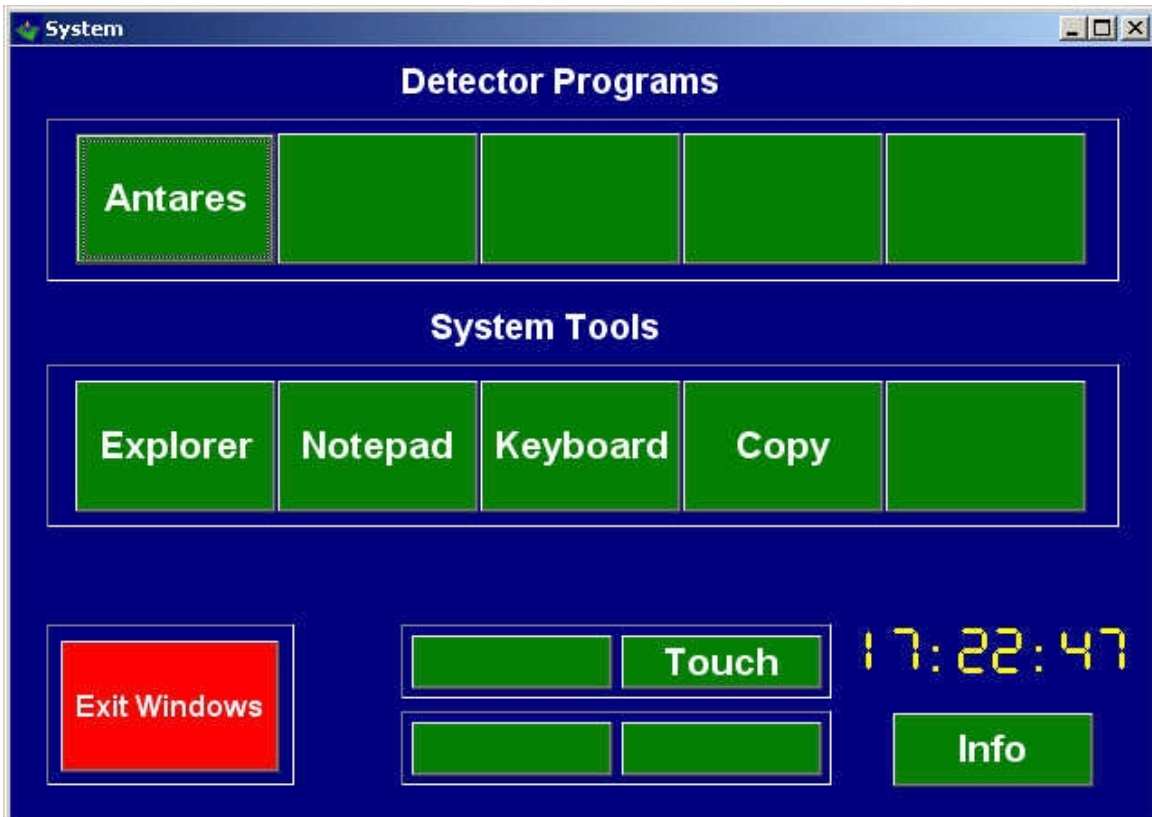 System
Detector Programs
Antares
System Tools
Explorer Notepad Keyboard Copy
Touch
17:22:47
Exit Windows
Info